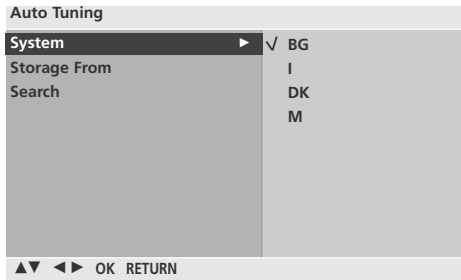 Auto Tuning
System ► √ BG
Storage From I
Search DK
M
▲▼ ◄► OK RETURN